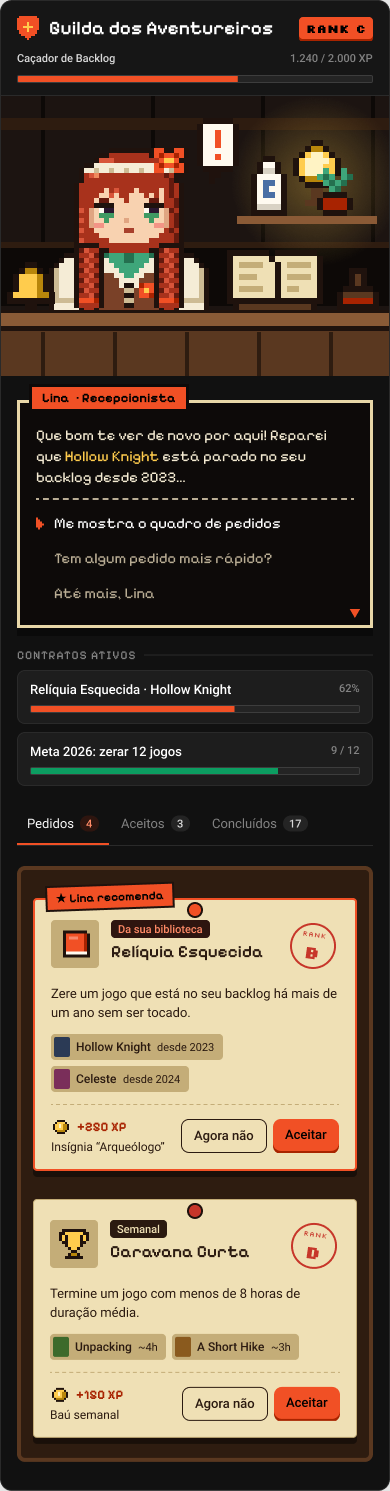 Guilda dos Aventureiros
RANK C
Caçador de Backlog
1.240 / 2.000 XP
!
Lina · Recepcionista
Que bom te ver de novo por aqui! Reparei
que Hollow Knight está parado no seu
backlog desde 2023…
Me mostra o quadro de pedidos
Tem algum pedido mais rápido?
Até mais, Lina
CONTRATOS ATIVOS
Relíquia Esquecida · Hollow Knight
62%
Meta 2026: zerar 12 jogos
9 / 12
Pedidos 4
Aceitos 3
Concluídos 17
★ Lina recomenda
Da sua biblioteca
Relíquia Esquecida
RANK
B
Zere um jogo que está no seu backlog há mais de
um ano sem ser tocado.
Hollow Knight desde 2023
Celeste desde 2024
+280 XP
Insígnia “Arqueólogo”
Agora não
Aceitar
Semanal
Caravana Curta
RANK
D
Termine um jogo com menos de 8 horas de
duração média.
Unpacking ~4h
A Short Hike ~3h
+180 XP
Baú semanal
Agora não
Aceitar